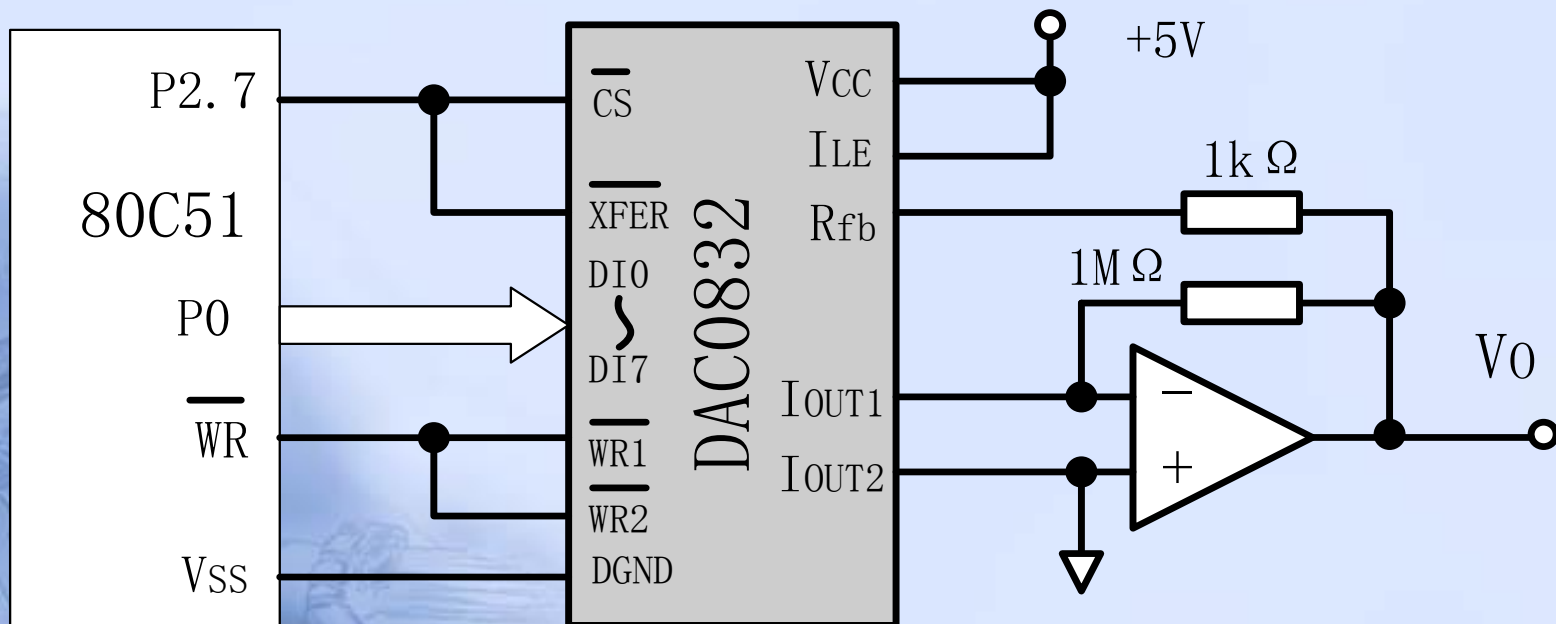 P2.7
80C51
P0
WR
VSS
CS
XFER
DI0
DI7
WR1
WR2
DGND
DAC0832
VCC
ILE
Rfb
IOUT1
IOUT2
+5V
1kΩ
1MΩ
−
+
VO